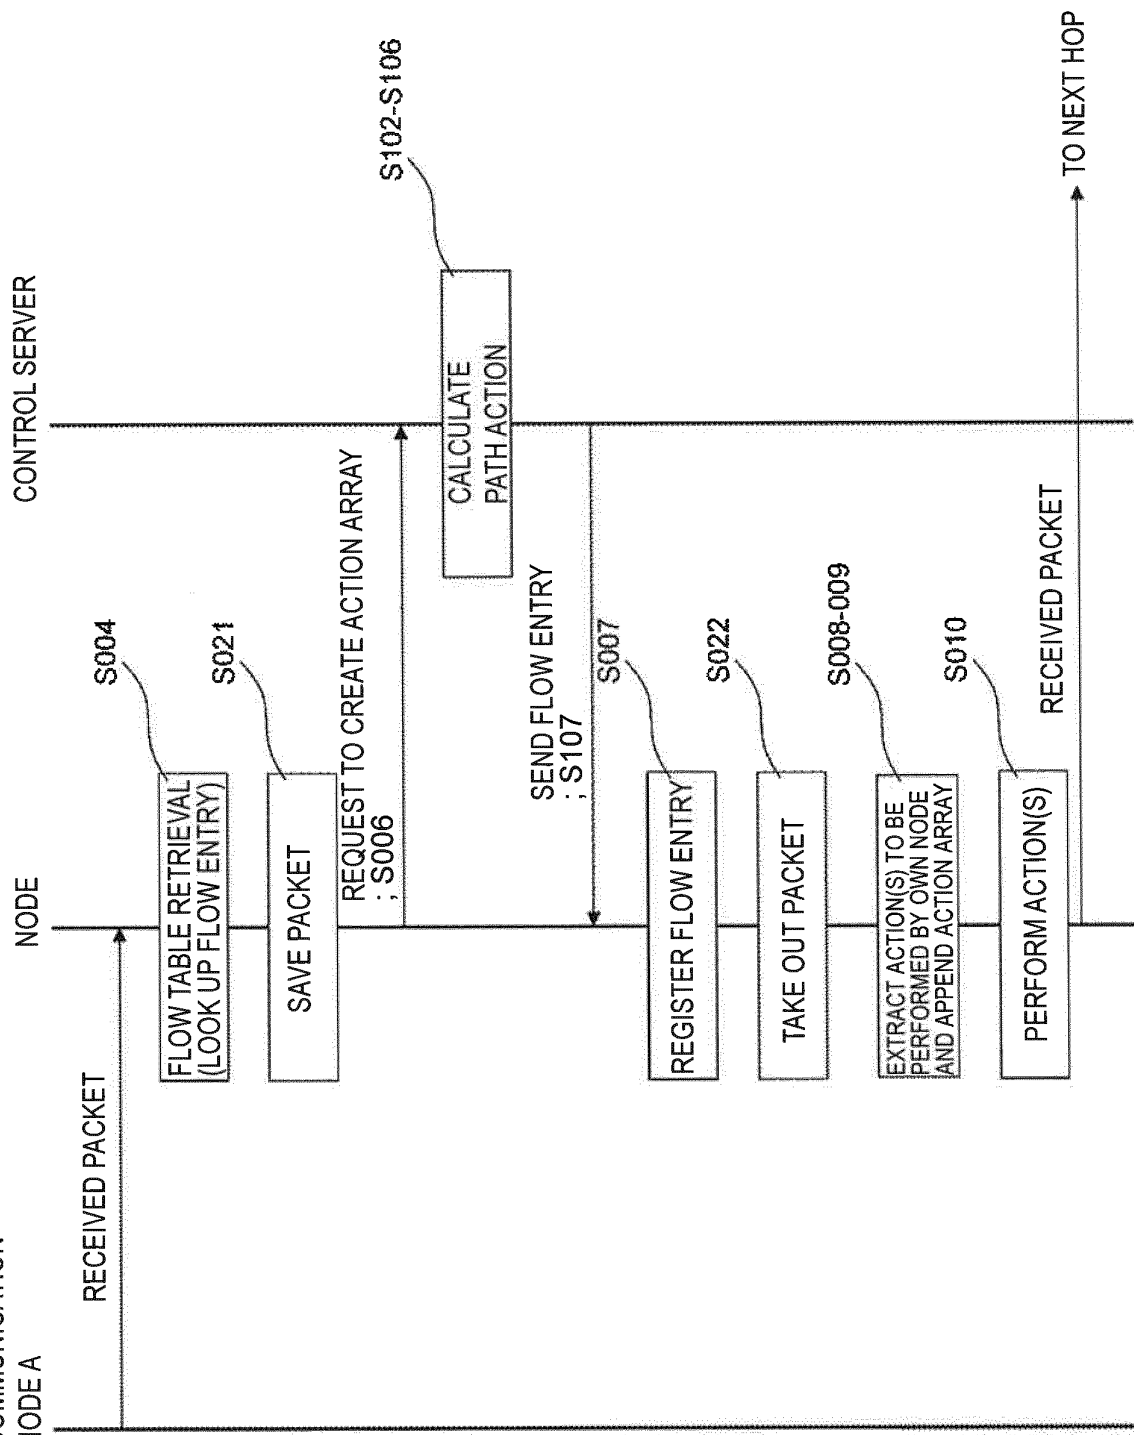 NODE A
NODE
CONTROL SERVER
RECEIVED PACKET
FLOW TABLE RETRIEVAL
(LOOK UP FLOW ENTRY)
S004
SAVE PACKET
S021
REQUEST TO CREATE ACTION ARRAY
; S006
CALCULATE
PATH ACTION
S102-S106
SEND FLOW ENTRY
; S107
REGISTER FLOW ENTRY
S007
TAKE OUT PACKET
S022
EXTRACT ACTION(S) TO BE
PERFORMED BY OWN NODE
AND APPEND ACTION ARRAY
S008-009
PERFORM ACTION(S)
S010
RECEIVED PACKET
TO NEXT HOP